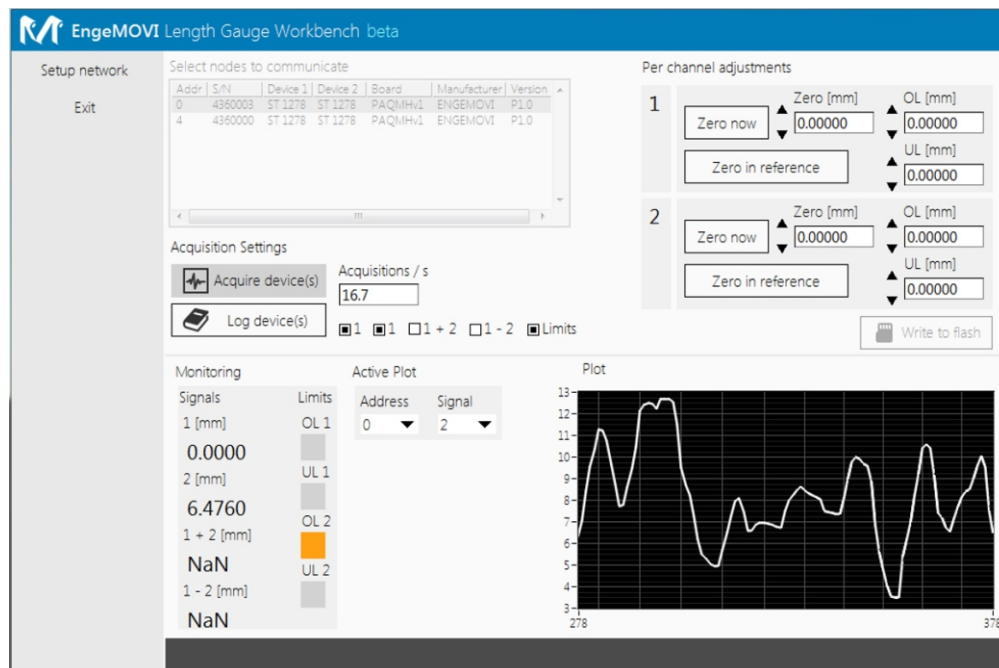 EngeMOVI Length Gauge Workbench beta
Setup network
Exit
Select nodes to communicate
Addr S/N Device 1 Device 2 Board Manufacturer Version
0 4360003 ST 1278 ST 1278 PAQMHv1 ENGEMOVI P1.0
4 4360000 ST 1278 ST 1278 PAQMHv1 ENGEMOVI P1.0
Acquisition Settings
Acquire device(s)
Log device(s)
Acquisitions / s
16.7
1 1 1 + 2 1 - 2 Limits
Per channel adjustments
1
Zero now
Zero [mm]
0.00000
OL [mm]
0.00000
Zero in reference
UL [mm]
0.00000
2
Zero now
Zero [mm]
0.00000
OL [mm]
0.00000
Zero in reference
UL [mm]
0.00000
Write to flash
Monitoring
Signals
1 [mm]
0.0000
2 [mm]
6.4760
1 + 2 [mm]
NaN
1 - 2 [mm]
NaN
Limits
OL 1
UL 1
OL 2
UL 2
Active Plot
Address
0
Signal
2
Plot
13
12
11
10
9
8
7
6
5
4
3
278 378